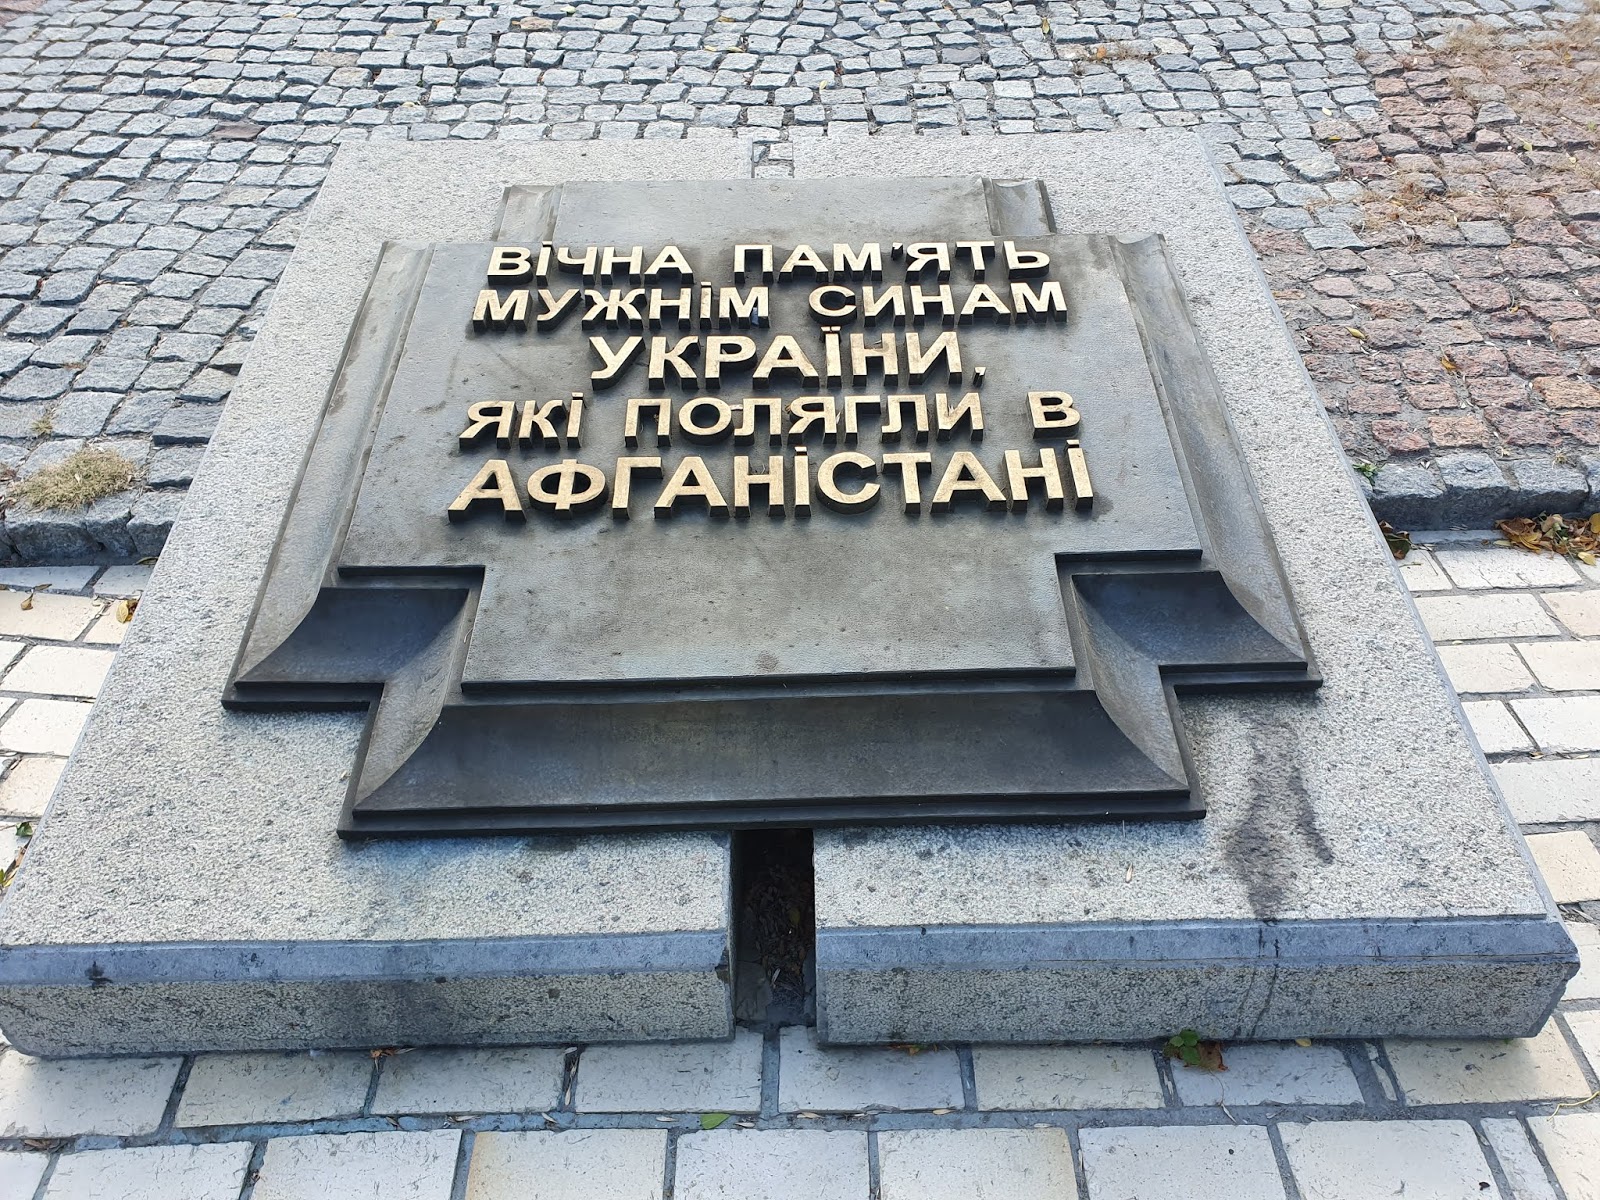 ВІЧНА ПАМ'ЯТЬ
МУЖНІМ СИНАМ
УКРАЇНИ,
ЯКІ ПОЛЯГЛИ В
АФГАНІСТАНІ